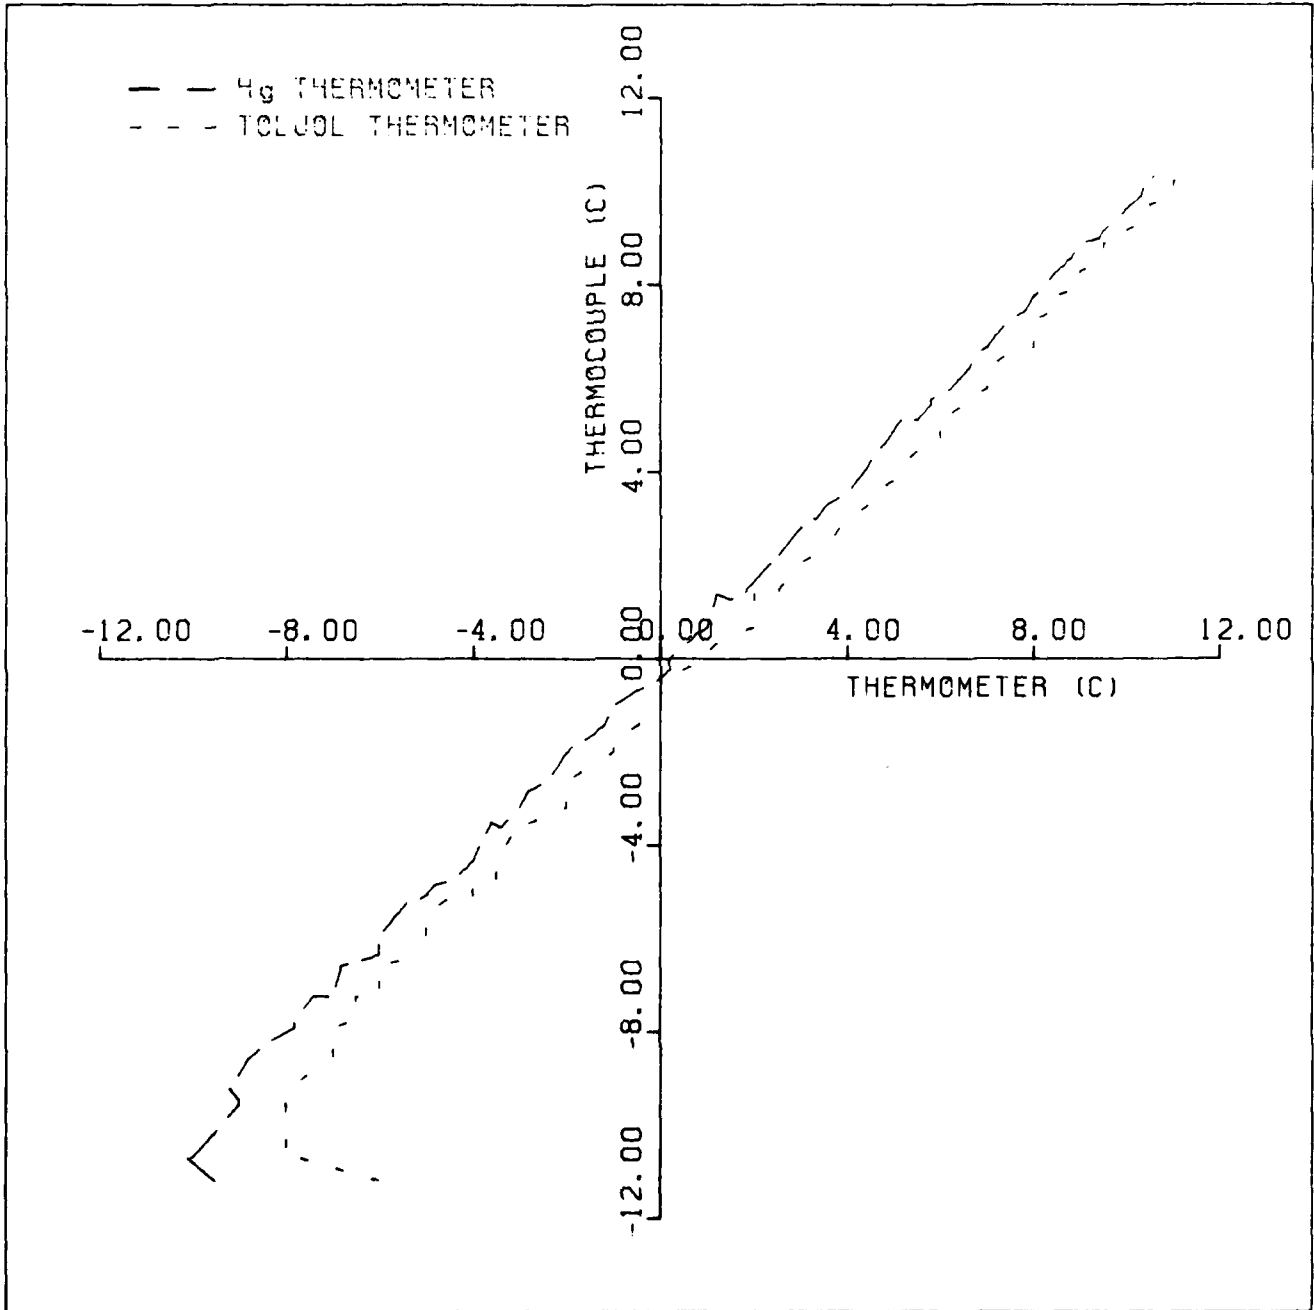 Hg THERMOMETER
TOLUOL THERMOMETER
THERMOCOUPLE (C)
12.00
8.00
4.00
0.00
-4.00
-8.00
-12.00
-12.00 -8.00 -4.00 0.00 4.00 8.00 12.00
THERMOMETER (C)